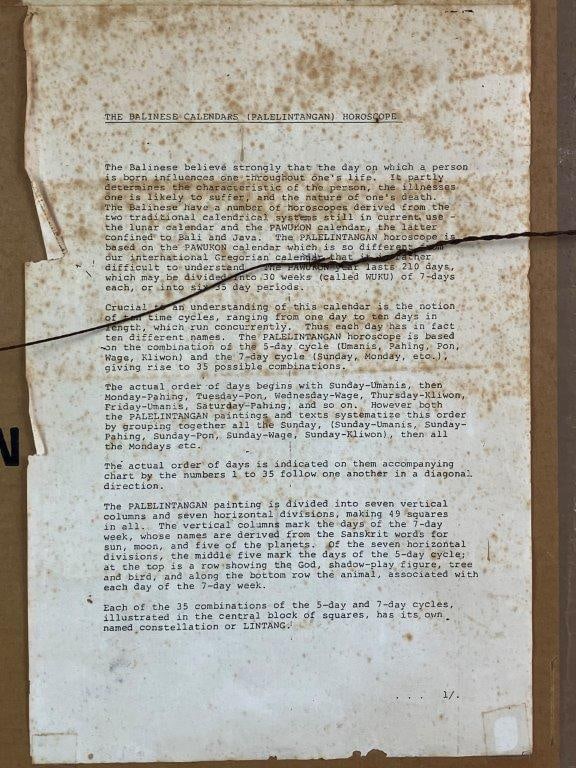 THE BALINESE CALENDARS (PALELINTANGAN) HOROSCOPE
The Balinese believe strongly that the day on which a person
is born influences one throughout one's life. It partly
determines the characteristic of the person, the illnesses
one is likely to suffer, and the nature of one's death.
The Balinese have a number of horoscopes derived from the
two traditional calendrical systems still in current use -
the lunar calendar and the PAWUKON calendar, the latter
confined to Bali and Java. The PALELINTANGAN horoscope is
based on the PAWUKON calendar which is so different from
our international Gregorian calendar that it is rather
difficult to understand. The PAWUKON year lasts 210 days,
which may be divided into 30 weeks (called WUKU) of 7-days
each, or into six 35 day periods.
Crucial to an understanding of this calendar is the notion
of ten time cycles, ranging from one day to ten days in
length, which run concurrently. Thus each day has in fact
ten different names. The PALELINTANGAN horoscope is based
on the combination of the 5-day cycle (Umanis, Pahing, Pon,
Wage, Kliwon) and the 7-day cycle (Sunday, Monday, etc.),
giving rise to 35 possible combinations.
The actual order of days begins with Sunday-Umanis, then
Monday-Pahing, Tuesday-Pon, Wednesday-Wage, Thursday-Kliwon,
Friday-Umanis, Saturday-Pahing, and so on. However both
the PALELINTANGAN paintings and texts systematize this order
by grouping together all the Sunday, (Sunday-Umanis, Sunday-
Pahing, Sunday-Pon, Sunday-Wage, Sunday-Kliwon), then all
the Mondays etc.
The actual order of days is indicated on them accompanying
chart by the numbers 1 to 35 follow one another in a diagonal
direction.
The PALELINTANGAN painting is divided into seven vertical
columns and seven horizontal divisions, making 49 squares
in all. The vertical columns mark the days of the 7-day
week, whose names are derived from the Sanskrit words for
sun, moon, and five of the planets. Of the seven horizontal
divisions, the middle five mark the days of the 5-day cycle;
at the top is a row showing the God, shadow-play figure, tree
and bird, and along the bottom row the animal, associated with
each day of the 7-day week.
Each of the 35 combinations of the 5-day and 7-day cycles,
illustrated in the central block of squares, has its own
named constellation or LINTANG.
. . . 1/.
N